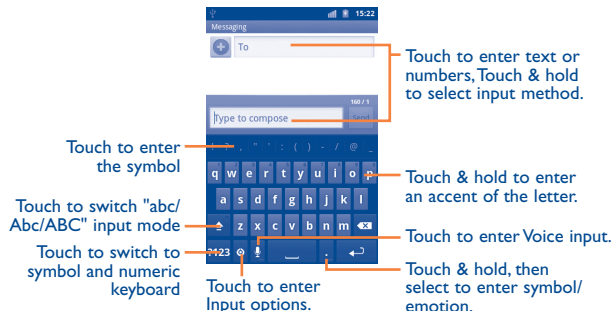 15:22
Messaging
To
160 / 1
Type to compose
Send
! ? , " ' : ( ) - / @ _
q w e r t y u i o p
a s d f g h j k l
z x c v b n m
.
Touch to enter text or
numbers,Touch & hold
to select input method.
Touch to enter
the symbol
Touch & hold to enter
an accent of the letter.
Touch to switch "abc/
Abc/ABC" input mode
Touch to enter Voice input.
Touch to switch to
symbol and numeric
keyboard
Touch to enter
Input options.
Touch & hold, then
select to enter symbol/
emotion.